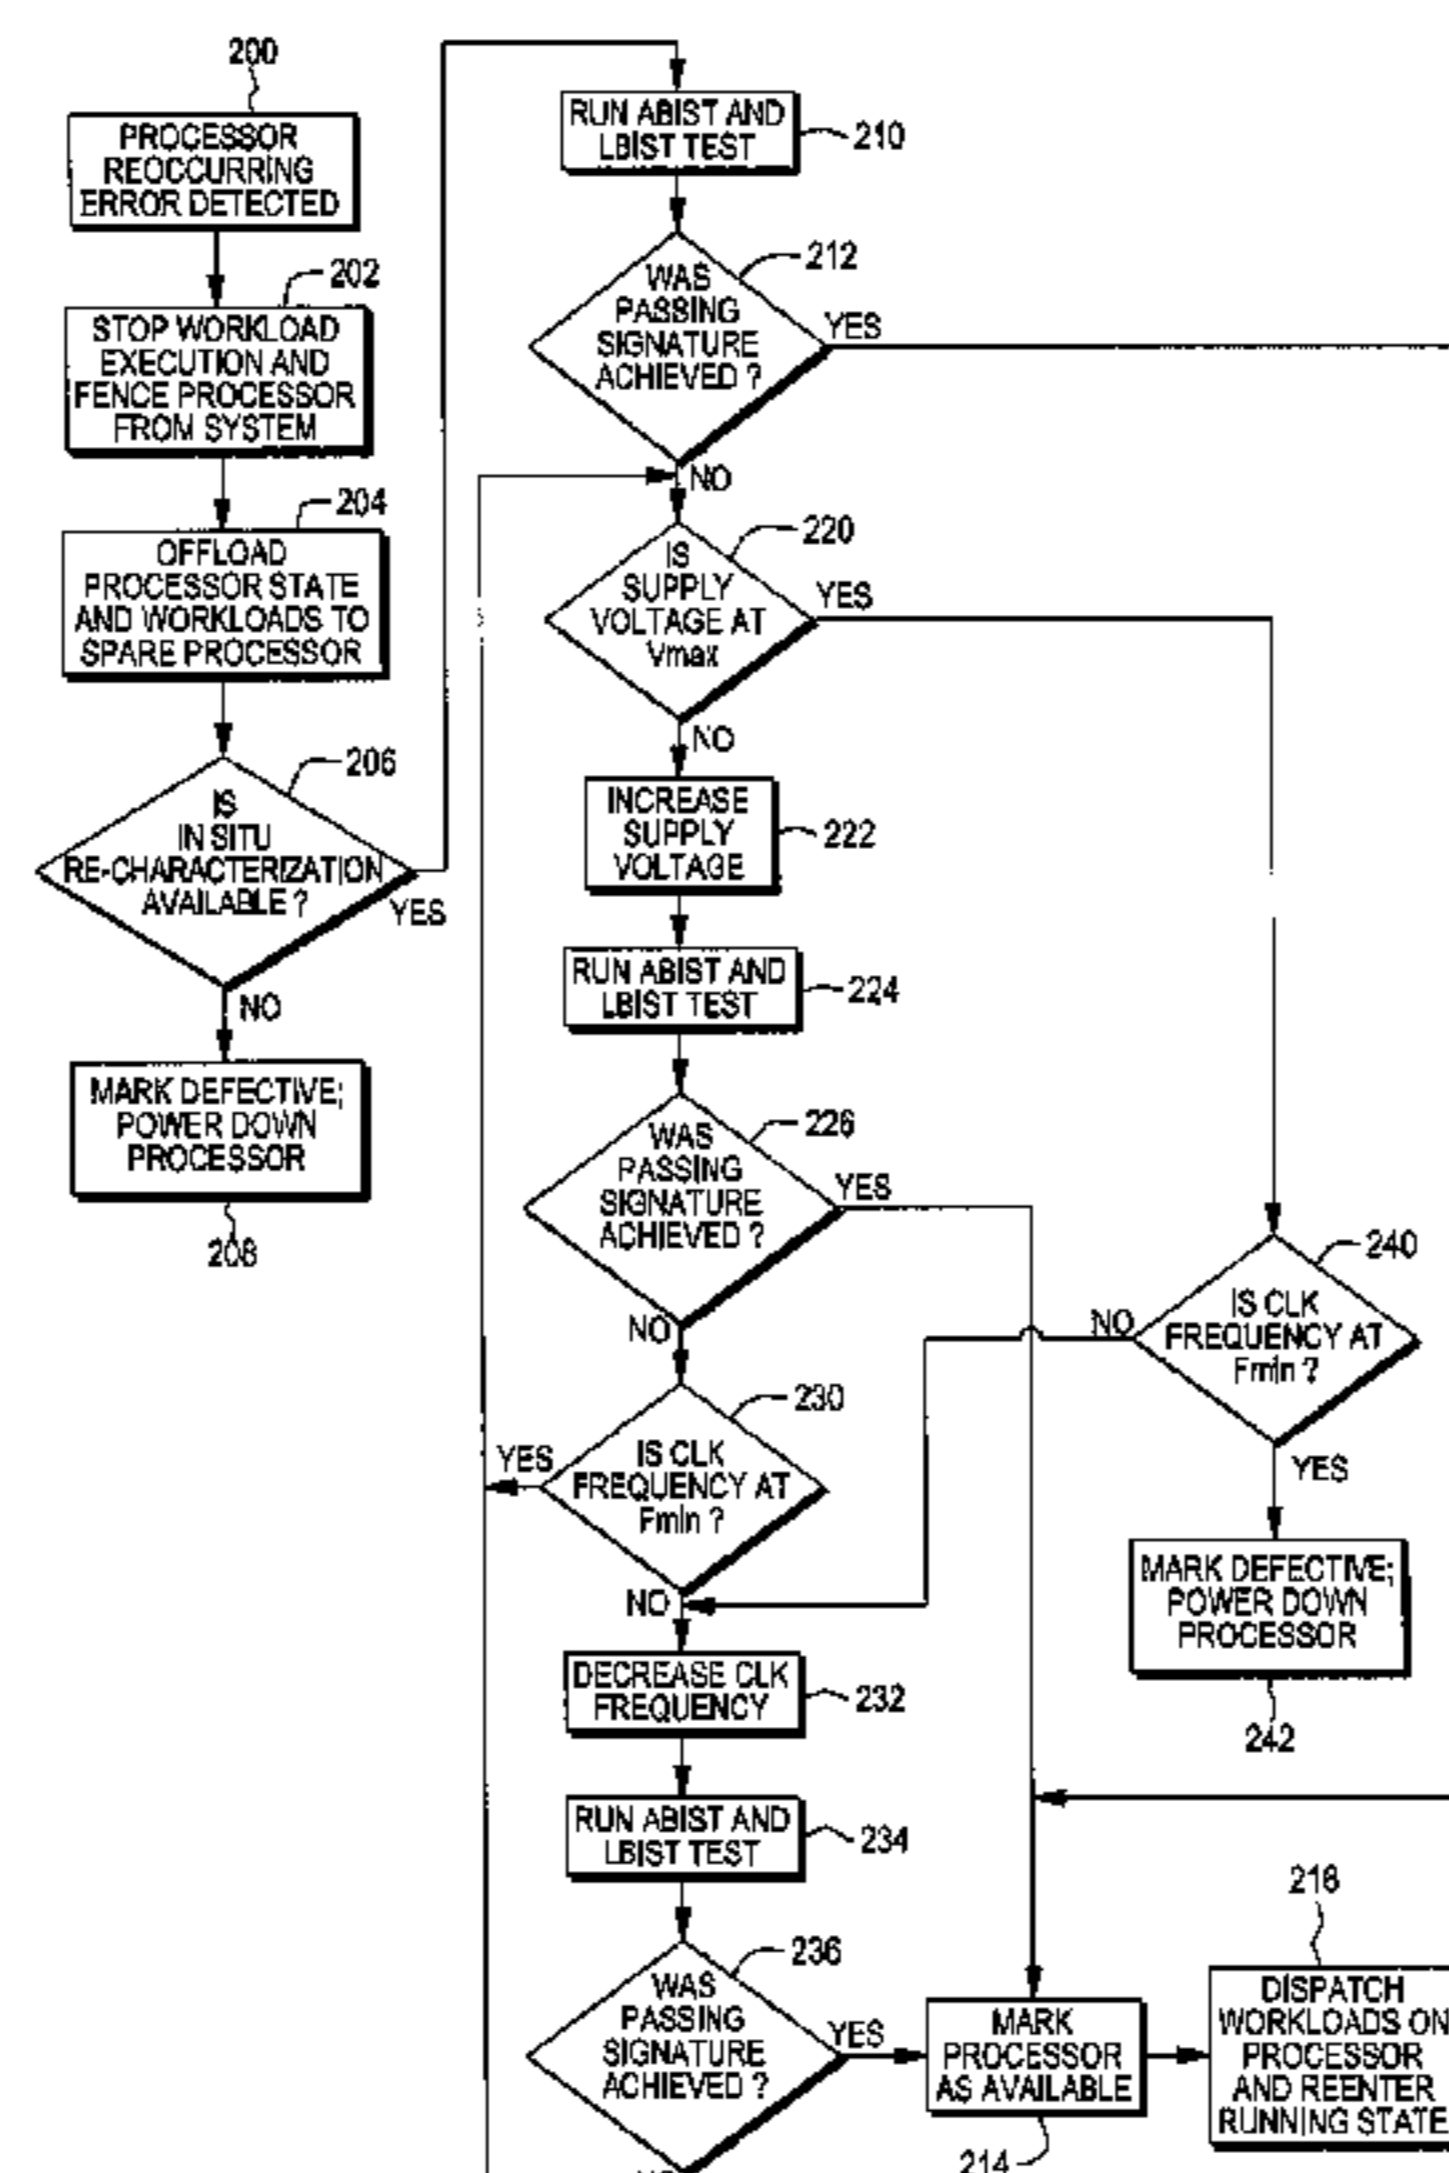 200
PROCESSOR
REOCCURRING
ERROR DETECTED
202
STOP WORKLOAD
EXECUTION AND
FENCE PROCESSOR
FROM SYSTEM
204
OFFLOAD
PROCESSOR STATE
AND WORKLOADS TO
SPARE PROCESSOR
206
IS
IN SITU
RE-CHARACTERIZATION
AVAILABLE ?
YES
NO
MARK DEFECTIVE;
POWER DOWN
PROCESSOR
208
RUN ABIST AND
LBIST TEST
210
212
WAS
PASSING
SIGNATURE
ACHIEVED ?
YES
NO
220
IS
SUPPLY
VOLTAGE AT
Vmax
YES
NO
INCREASE
SUPPLY
VOLTAGE
222
RUN ABIST AND
LBIST TEST
224
226
WAS
PASSING
SIGNATURE
ACHIEVED ?
YES
NO
230
IS CLK
FREQUENCY AT
Fmin ?
YES
NO
DECREASE CLK
FREQUENCY
232
RUN ABIST AND
LBIST TEST
234
236
WAS
PASSING
SIGNATURE
ACHIEVED ?
YES
240
IS CLK
FREQUENCY AT
Fmin ?
NO
YES
MARK DEFECTIVE;
POWER DOWN
PROCESSOR
242
MARK
PROCESSOR
AS AVAILABLE
214
216
DISPATCH
WORKLOADS ON
PROCESSOR
AND REENTER
RUNNING STATE